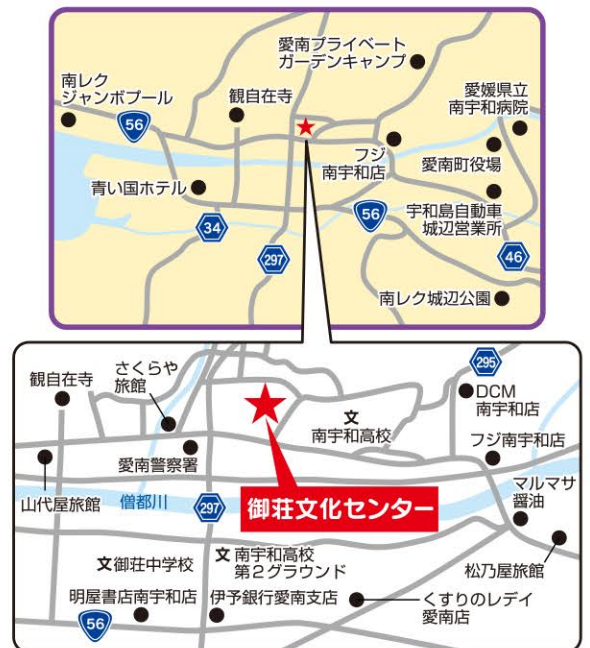 愛南プライベート
ガーデンキャンプ
南レク
ジャンボプール
56
観自在寺
愛媛県立
南宇和病院
フジ
南宇和店
愛南町役場
青い国ホテル
34
297
56
宇和島自動車
城辺営業所
46
南レク城辺公園
観自在寺
さくらや
旅館
295
DCM
南宇和店
文
南宇和高校
フジ南宇和店
愛南警察署
山代屋旅館
僧都川
297
御荘文化センター
マルマサ
醤油
文御荘中学校
文 南宇和高校
第2グラウンド
松乃屋旅館
明屋書店南宇和店
伊予銀行愛南支店
くすりのレデイ
愛南店
56